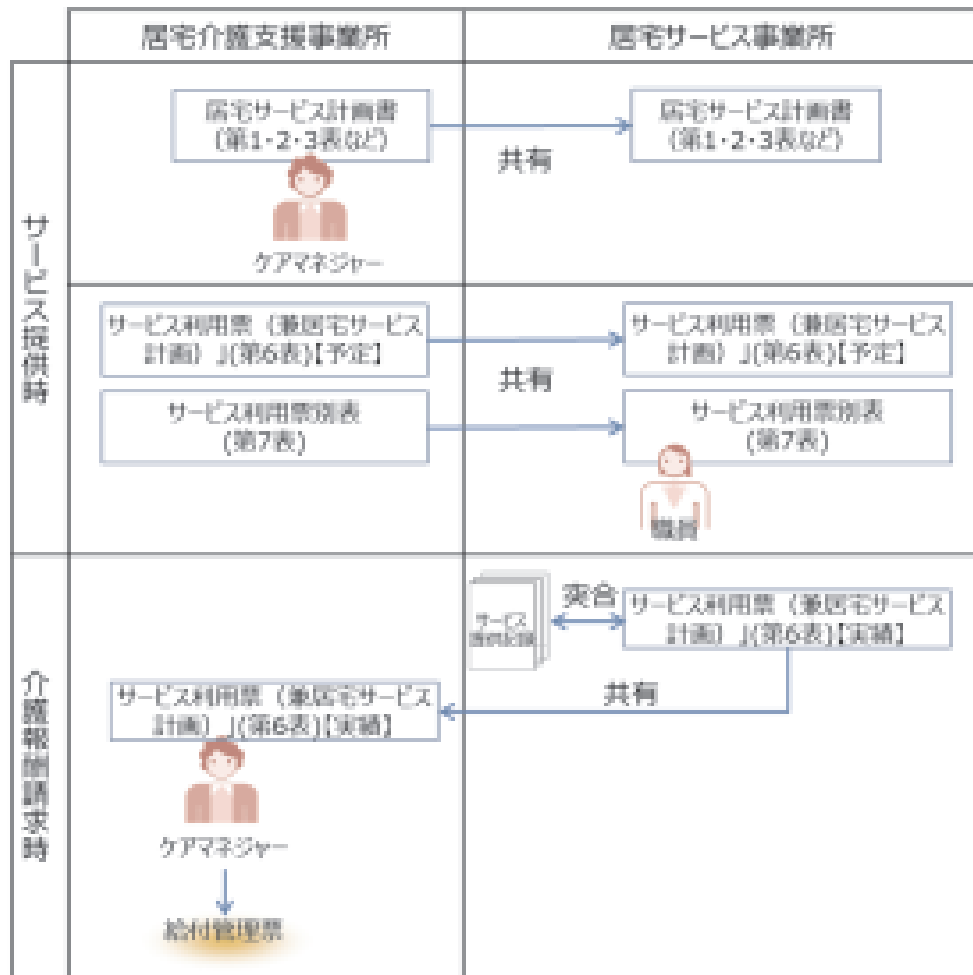 居宅介護支援事業所
居宅サービス事業所
サービス提供時
居宅サービス計画書
（第1・2・3表など）
共有
居宅サービス計画書
（第1・2・3表など）
ケアマネジャー
サービス利用票（兼居宅サービス
計画）」(第6表)【予定】
共有
サービス利用票（兼居宅サービス
計画）」(第6表)【予定】
サービス利用票別表
(第7表)
サービス利用票別表
(第7表)
職員
介護報酬請求時
サービス
提供記録
突合
サービス利用票（兼居宅サービス
計画）」(第6表)【実績】
共有
サービス利用票（兼居宅サービス
計画）」(第6表)【実績】
ケアマネジャー
給付管理票